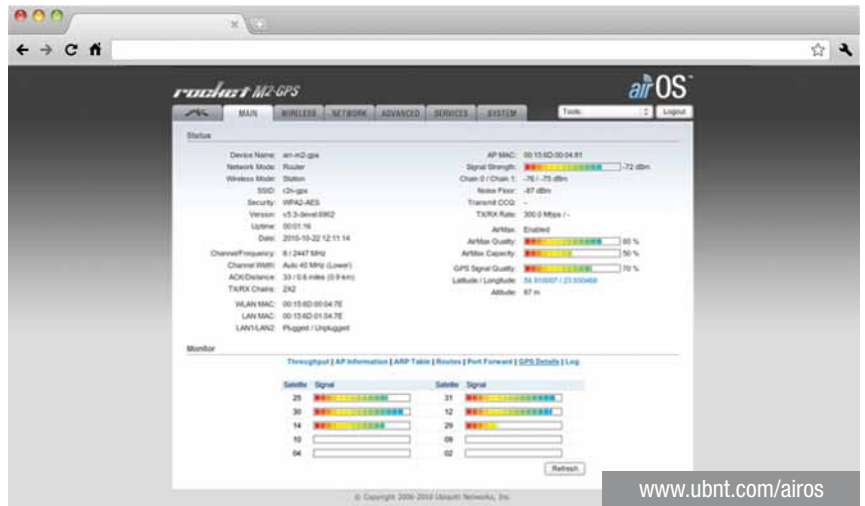 rocket M2-GPS
airOS™
MAIN WIRELESS NETWORK ADVANCED SERVICES SYSTEM Tools: Logout
Status
Device Name: arr-m2-gps
Network Mode: Router
Wireless Mode: Station
SSID: r2n-gps
Security: WPA2-AES
Version: v5.3-devel.6962
Uptime: 00:01:16
Date: 2010-10-22 12:11:14
Channel/Frequency: 8 / 2447 MHz
Channel Width: Auto 40 MHz (Lower)
ACK/Distance: 33 / 0.6 miles (0.9 km)
TX/RX Chains: 2X2
WLAN MAC: 00:15:6D:00:04:7E
LAN MAC: 00:15:6D:01:04:7E
LAN1/LAN2: Plugged / Unplugged
AP MAC: 00:15:6D:00:04:81
Signal Strength: -72 dBm
Chain 0 / Chain 1: -76 / -75 dBm
Noise Floor: -87 dBm
Transmit CCQ: -
TX/RX Rate: 300.0 Mbps / -
AirMax: Enabled
AirMax Quality: 80 %
AirMax Capacity: 50 %
GPS Signal Quality: 70 %
Latitude / Longitude:
Altitude: 67 m
Monitor
Throughput | AP Information | ARP Table | Routes | Port Forward | GPS Details | Log
Satellite Signal Satellite Signal
25 31
30 12
14 29
10 09
04 02
Refresh
© Copyright 2006-2010 Ubiquiti Networks, Inc.
www.ubnt.com/airos